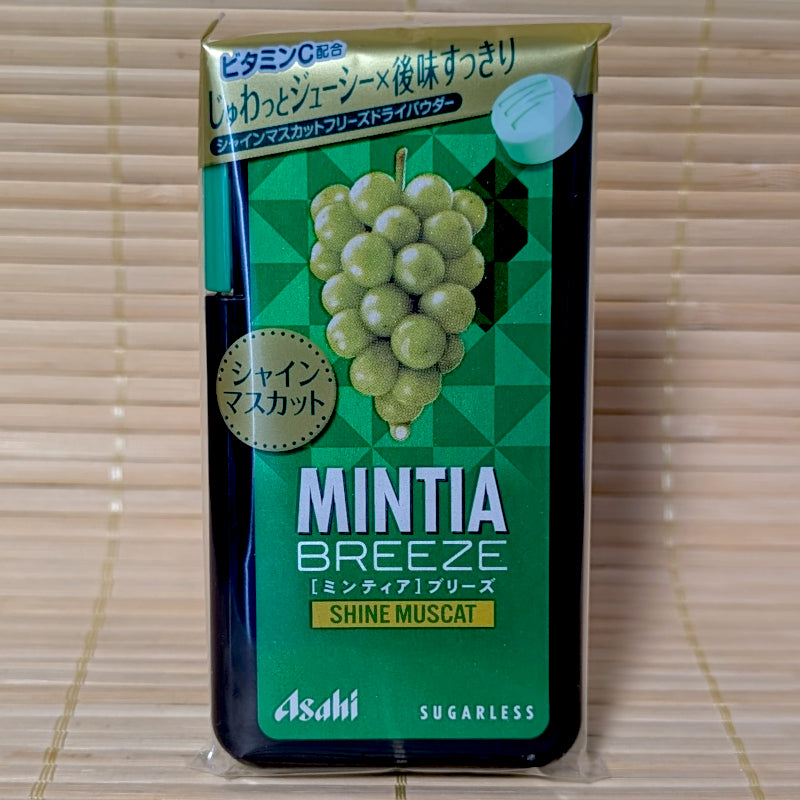 ビタミンC配合
じゅわっとジューシー×後味すっきり
シャインマスカットフリーズドライパウダー
シャイン
マスカット
MINTIA
BREEZE
[ミンティア]ブリーズ
SHINE MUSCAT
Asahi
SUGARLESS